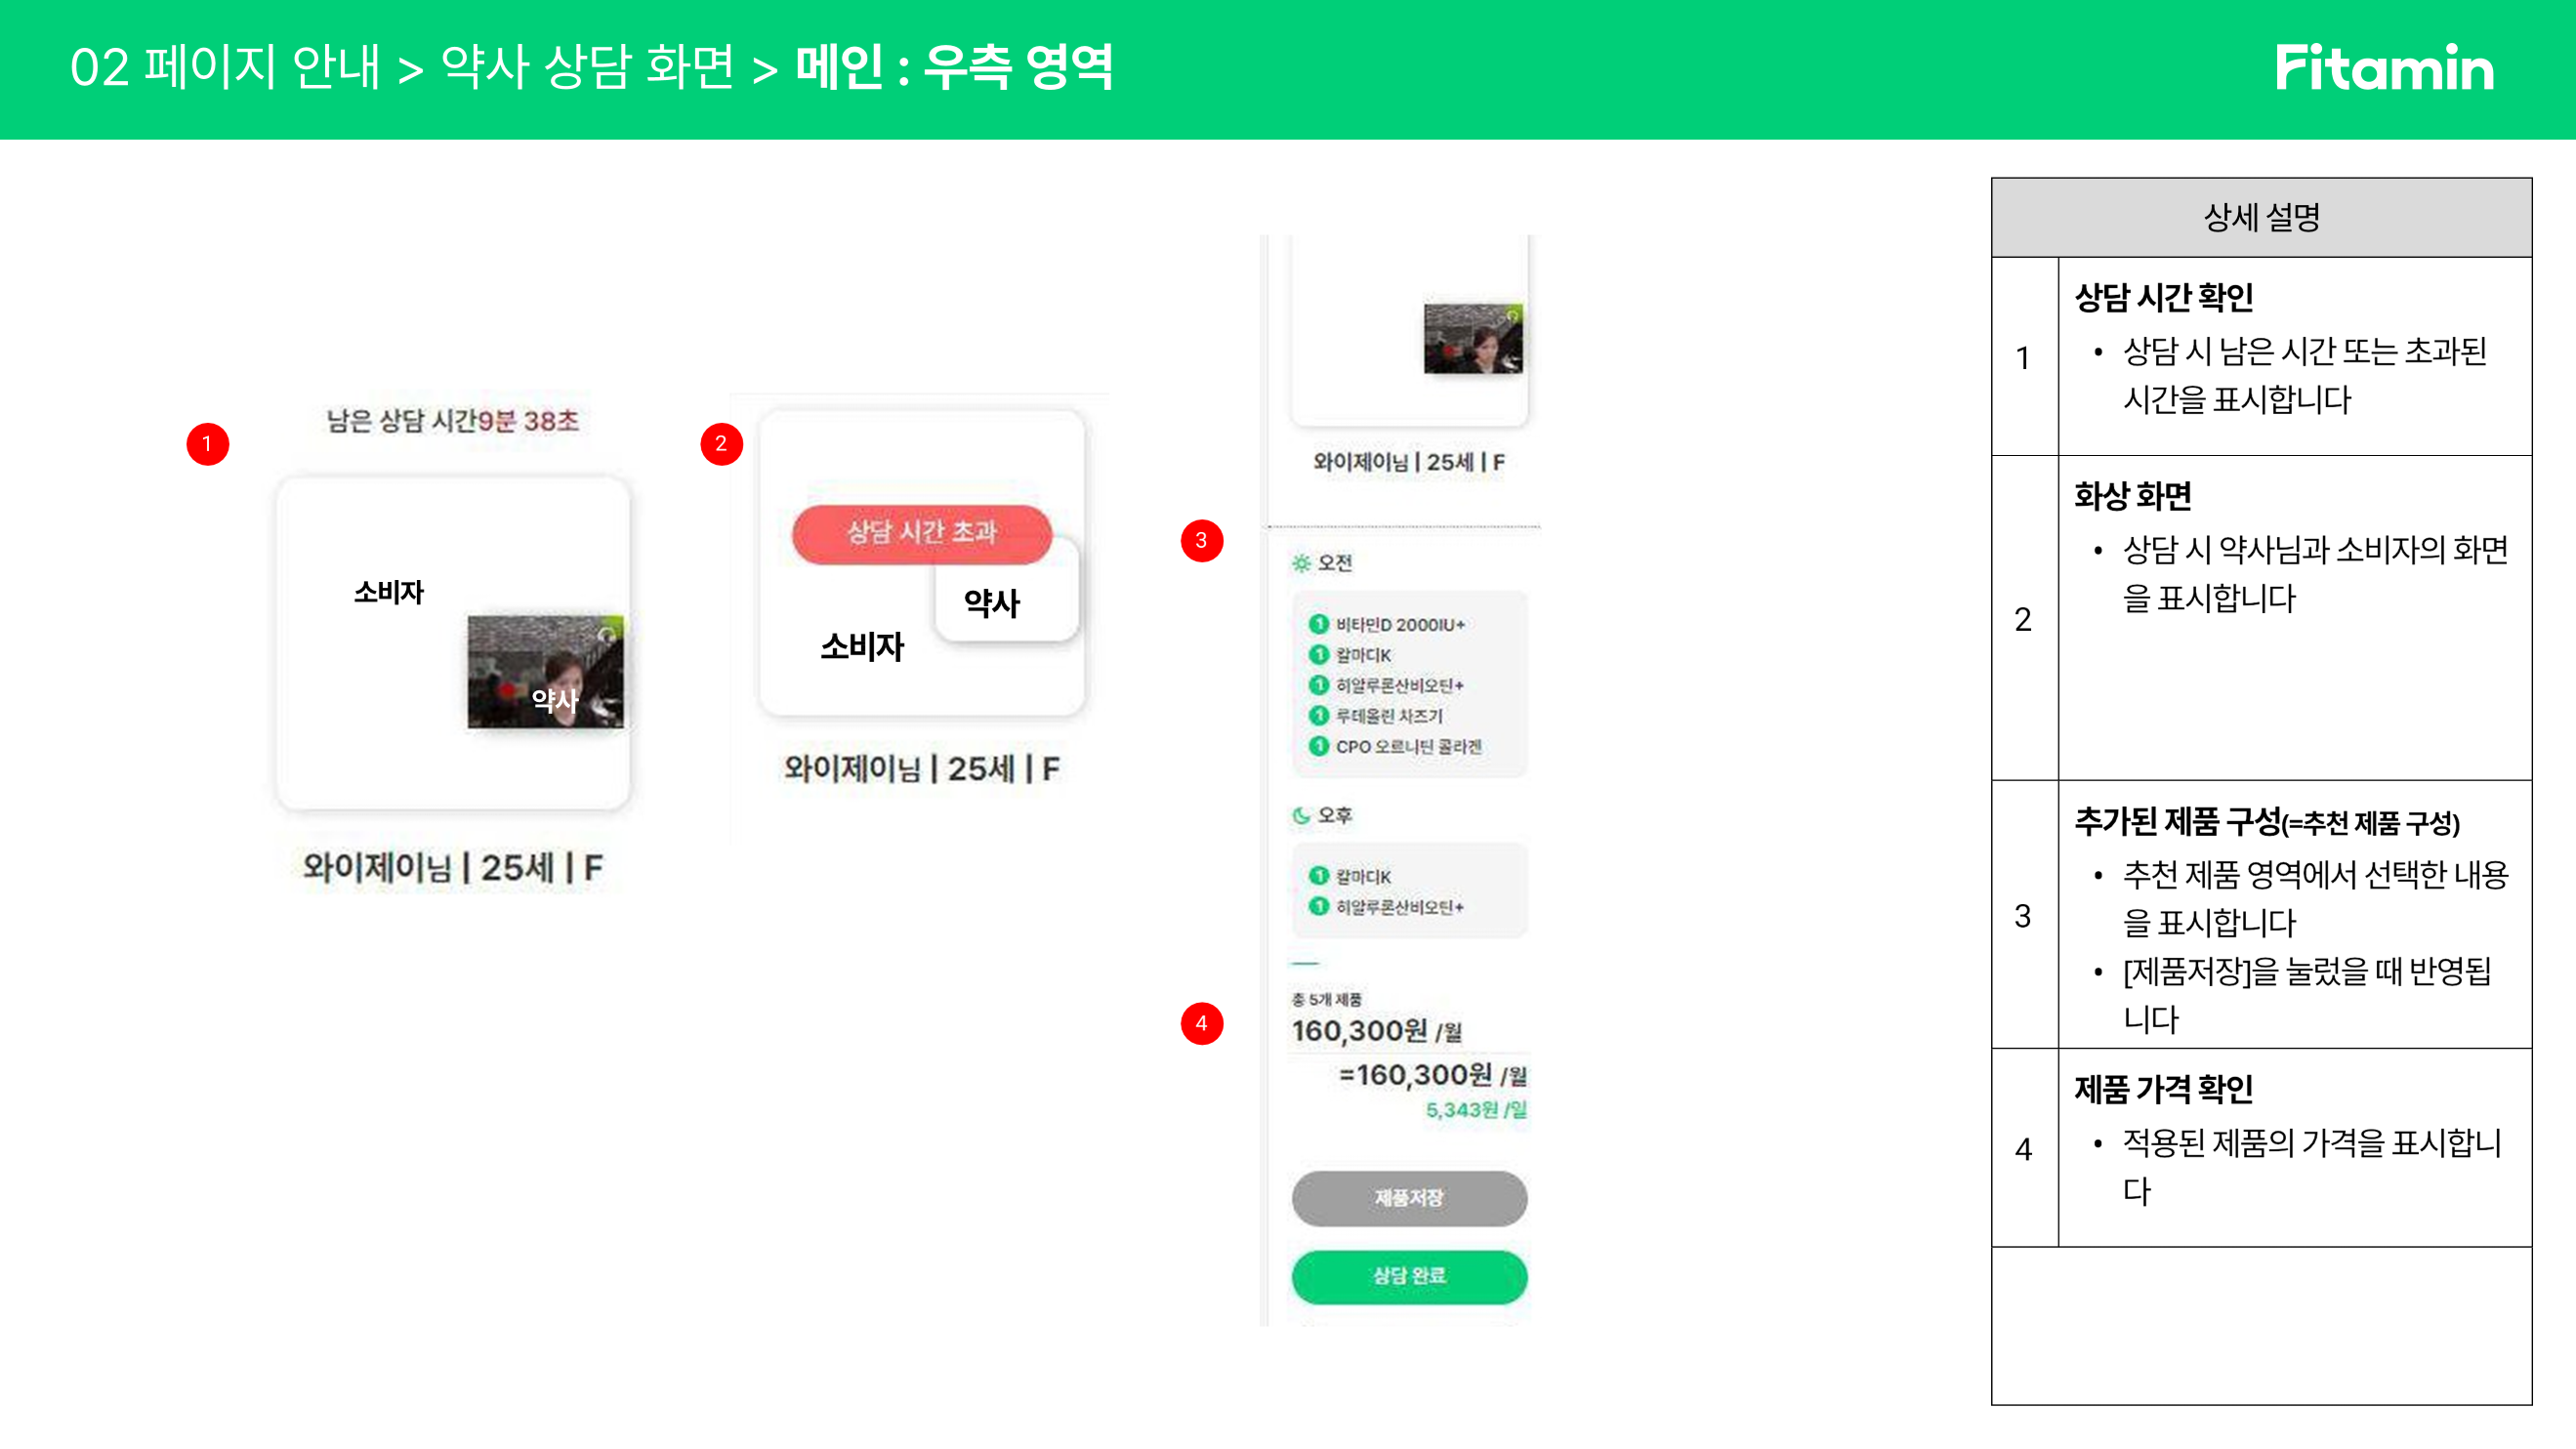 02 페이지 안내 > 약사 상담 화면 > 메인 : 우측 영역
Fitamin
1
남은 상담 시간9분 38초
소비자
약사
와이제이님 | 25세 | F
2
상담 시간 초과
약사
소비자
와이제이님 | 25세 | F
와이제이님 | 25세 | F
3
오전
1 비타민D 2000IU+
1 칼마디K
1 히알루론산비오틴+
1 루테올린 차즈기
1 CPO 오르니틴 콜라겐
오후
1 칼마디K
1 히알루론산비오틴+
4
총 5개 제품
160,300원 /월
=160,300원 /월
5,343원 /일
제품저장
상담 완료
상세 설명
1
상담 시간 확인
• 상담 시 남은 시간 또는 초과된
시간을 표시합니다
2
화상 화면
• 상담 시 약사님과 소비자의 화면
을 표시합니다
3
추가된 제품 구성(=추천 제품 구성)
• 추천 제품 영역에서 선택한 내용
을 표시합니다
• [제품저장]을 눌렀을 때 반영됩
니다
4
제품 가격 확인
• 적용된 제품의 가격을 표시합니
다